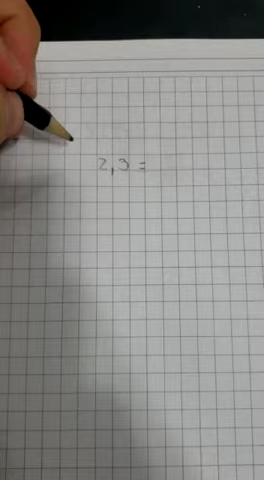 2,3 =